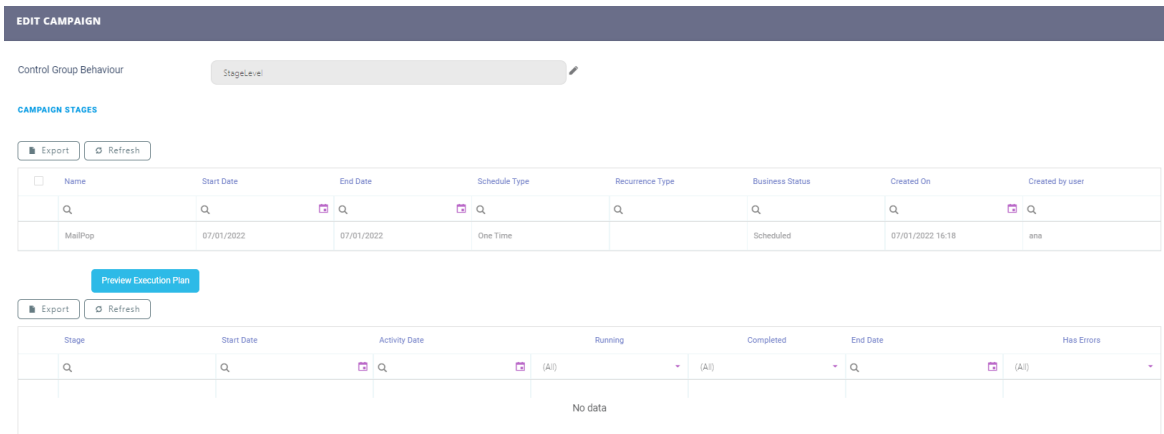 EDIT CAMPAIGN
Control Group Behaviour StageLevel
CAMPAIGN STAGES
Export Refresh
Name Start Date End Date Schedule Type Recurrence Type Business Status Created On Created by user
MailPop 07/01/2022 07/01/2022 One Time Scheduled 07/01/2022 16:18 ana
Preview Execution Plan
Export Refresh
Stage Start Date Activity Date Running Completed End Date Has Errors
(All) (All) (All)
No data